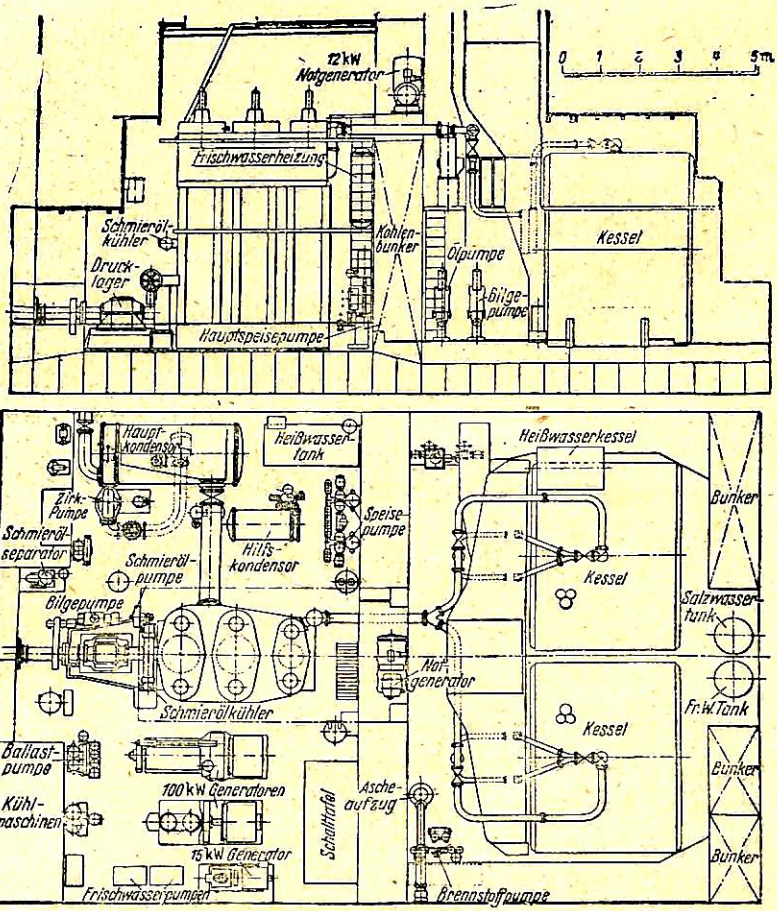 12 kW
Notgenerator
0 1 2 3 4 5m
Frischwasserheizung
Schmieröl-
kühler
Kohlen-
bunker
Ölpumpe
Kessel
Druck-
lager
Bilge-
pumpe
Hauptspeisepumpe
Haupt-
kondensor
Heißwasser-
tank
Heißwasserkessel
Bunker
Zirk.-
Pumpe
Speise-
pumpe
Schmieröl-
separator
Hilfs-
kondensor
Schmieröl-
pumpe
Kessel
Bilgepumpe
Salzwasser-
tunk
Not-
generator
Fr.W.Tank
Schmierölkühler
Kessel
Ballast-
pumpe
Asche-
aufzug
Bunker
100 kW Generatoren
Kühl-
maschinen
Schalttafel
15 kW Generator
Bunker
Frischwasserpumpen
Brennstoffpumpe